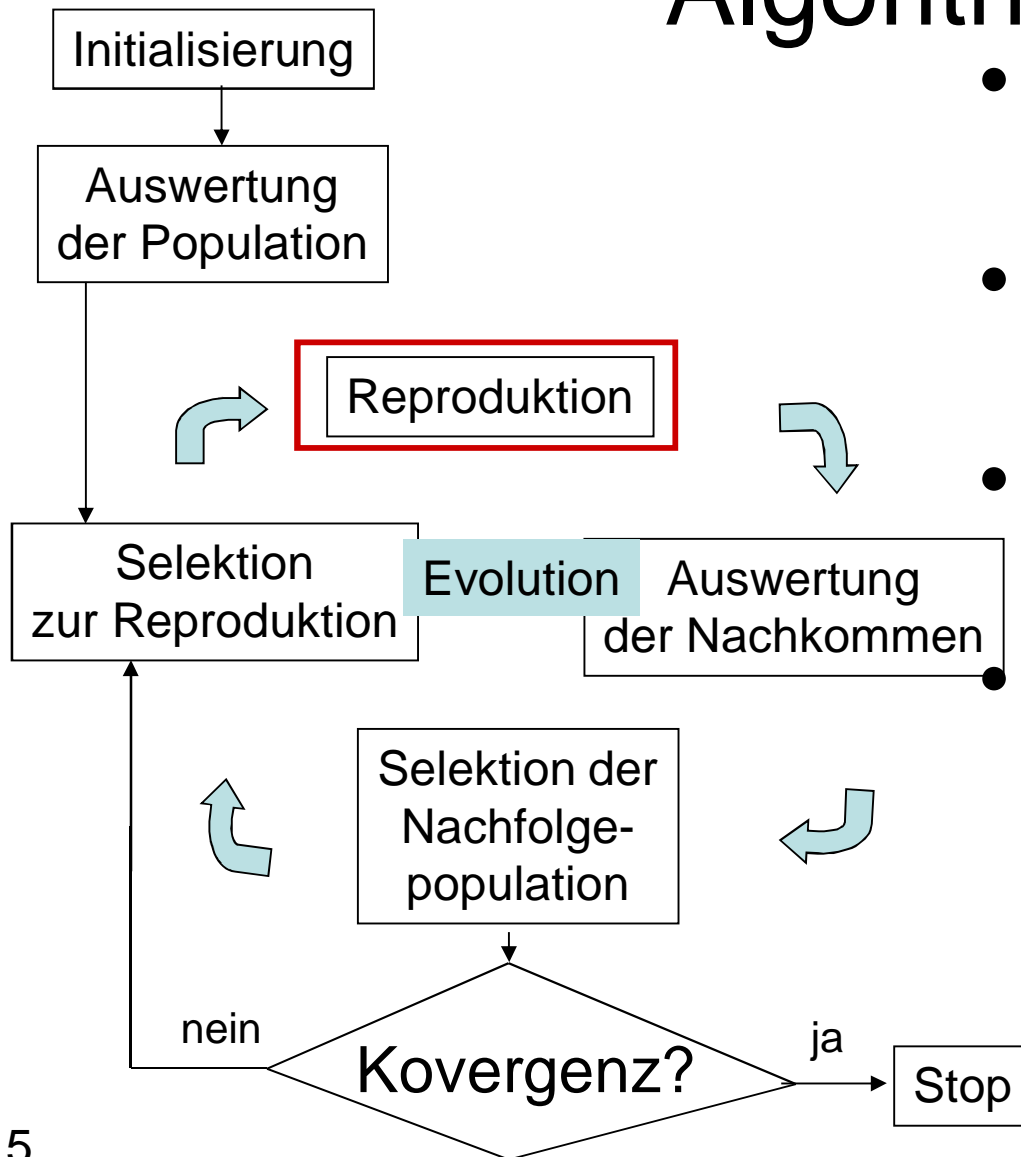 Algorith
Initialisierung
Auswertung
der Population
Reproduktion
Selektion
zur Reproduktion
Evolution
Auswertung
der Nachkommen
Selektion der
Nachfolge-
population
nein
Kovergenz?
ja
Stop
5